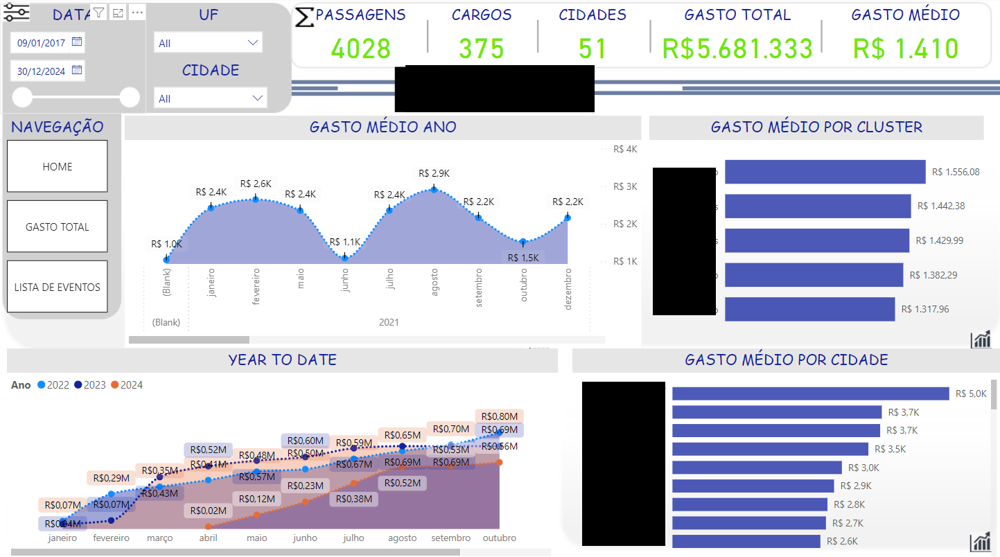 DATA
09/01/2017
30/12/2024
UF
All
CIDADE
All
∑PASSAGENS
4028
CARGOS
375
CIDADES
51
GASTO TOTAL
R$5.681.333
GASTO MÉDIO
R$ 1.410
NAVEGAÇÃO
HOME
GASTO TOTAL
LISTA DE EVENTOS
GASTO MÉDIO ANO
R$ 4K
R$ 3K
R$ 2K
R$ 1K
R$ 1,0K
R$ 2,4K
R$ 2,6K
R$ 2,4K
R$ 1,1K
R$ 2,4K
R$ 2,9K
R$ 2,2K
R$ 1,5K
R$ 2,2K
(Blank)
janeiro
fevereiro
maio
junho
julho
agosto
setembro
outubro
dezembro
(Blank)
2021
GASTO MÉDIO POR CLUSTER
R$ 1.556,08
s
R$ 1.442,38
s
R$ 1.429,99
o
R$ 1.382,29
o
R$ 1.317,96
YEAR TO DATE
Ano 2022 2023 2024
R$0,07M
R$0,04M
R$0,29M
R$0,07M
R$0,35M
R$0,43M
R$0,52M
R$0,41M
R$0,02M
R$0,48M
R$0,57M
R$0,12M
R$0,60M
R$0,50M
R$0,23M
R$0,59M
R$0,67M
R$0,38M
R$0,65M
R$0,69M
R$0,52M
R$0,70M
R$0,53M
R$0,69M
R$0,80M
R$0,69M
R$0,56M
janeiro
fevereiro
março
abril
maio
junho
julho
agosto
setembro
outubro
GASTO MÉDIO POR CIDADE
R$ 5,0K
R$ 3,7K
R$ 3,7K
R$ 3,5K
R$ 3,0K
R$ 2,9K
R$ 2,8K
R$ 2,7K
R$ 2,6K